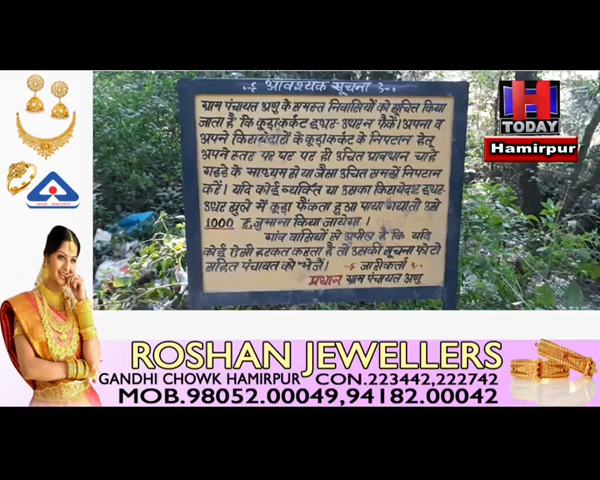 आवश्यक सूचना
ग्राम पंचायत अणु के समस्त निवासियों को सूचित किया
जाता है कि कूड़ाकर्कट इधर-उधर न फैंकें। अपना व
अपने किरायेदारों के कूड़ाकर्कट के निपटान हेतू
अपने स्तर पर घर पर ही उचित प्रावधान चाहे
गड्ढे के माध्यम से या जैसा उचित समझें निपटान
करें। यदि कोई व्यक्ति या उसका किरायेदार इधर-
उधर खुले में कूड़ा फैंकता हुआ पाया गया तो उसे
1000 रु. जुर्माना किया जायेगा।
गांव वासियों से अपील है कि यदि
कोई ऐसी हरकत करता है तो उसकी सूचना फोटो
सहित पंचायत को भेजें। जारीकर्ता
प्रधान ग्राम पंचायत अणु
H
TODAY
Hamirpur
ROSHAN JEWELLERS
GANDHI CHOWK HAMIRPUR CON.223442,222742
MOB.98052.00049,94182.00042